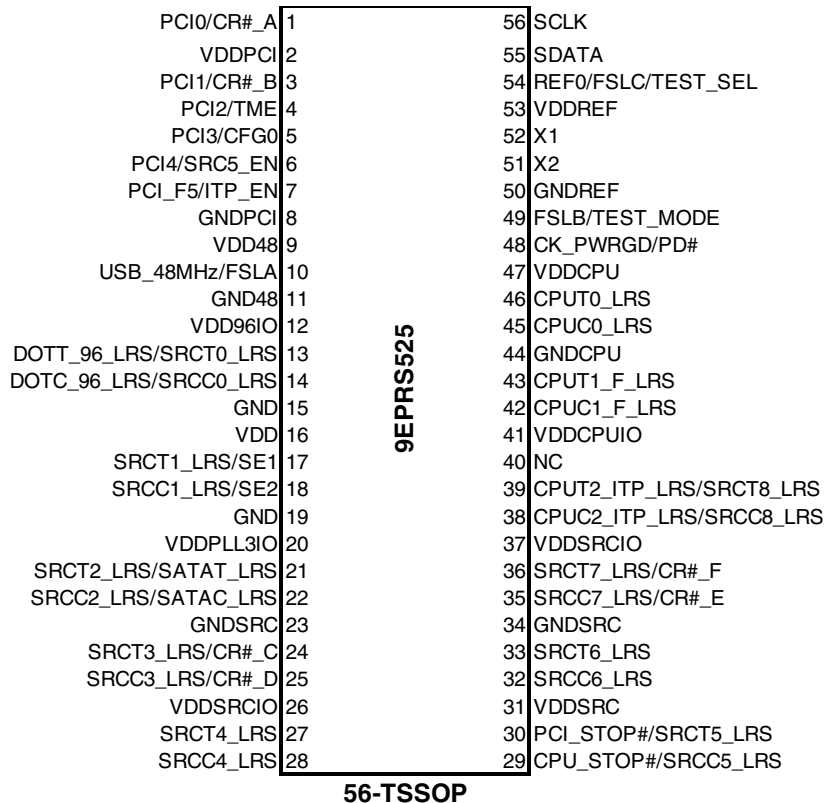 PCI0/CR#_A 1 56 SCLK
VDDPCI 2 55 SDATA
PCI1/CR#_B 3 54 REF0/FSLC/TEST_SEL
PCI2/TME 4 53 VDDREF
PCI3/CFG0 5 52 X1
PCI4/SRC5_EN 6 51 X2
PCI_F5/ITP_EN 7 50 GNDREF
GNDPCI 8 49 FSLB/TEST_MODE
VDD48 9 48 CK_PWRGD/PD#
USB_48MHz/FSLA 10 47 VDDCPU
GND48 11 46 CPUT0_LRS
VDD96IO 12 45 CPUC0_LRS
DOTT_96_LRS/SRCT0_LRS 13 44 GNDCPU
DOTC_96_LRS/SRCC0_LRS 14 43 CPUT1_F_LRS
GND 15 42 CPUC1_F_LRS
VDD 16 41 VDDCPUIO
SRCT1_LRS/SE1 17 40 NC
SRCC1_LRS/SE2 18 39 CPUT2_ITP_LRS/SRCT8_LRS
GND 19 38 CPUC2_ITP_LRS/SRCC8_LRS
VDDPLL3IO 20 37 VDDSRCIO
SRCT2_LRS/SATAT_LRS 21 36 SRCT7_LRS/CR#_F
SRCC2_LRS/SATAC_LRS 22 35 SRCC7_LRS/CR#_E
GNDSRC 23 34 GNDSRC
SRCT3_LRS/CR#_C 24 33 SRCT6_LRS
SRCC3_LRS/CR#_D 25 32 SRCC6_LRS
VDDSRCIO 26 31 VDDSRC
SRCT4_LRS 27 30 PCI_STOP#/SRCT5_LRS
SRCC4_LRS 28 29 CPU_STOP#/SRCC5_LRS
9EPRS525
56-TSSOP